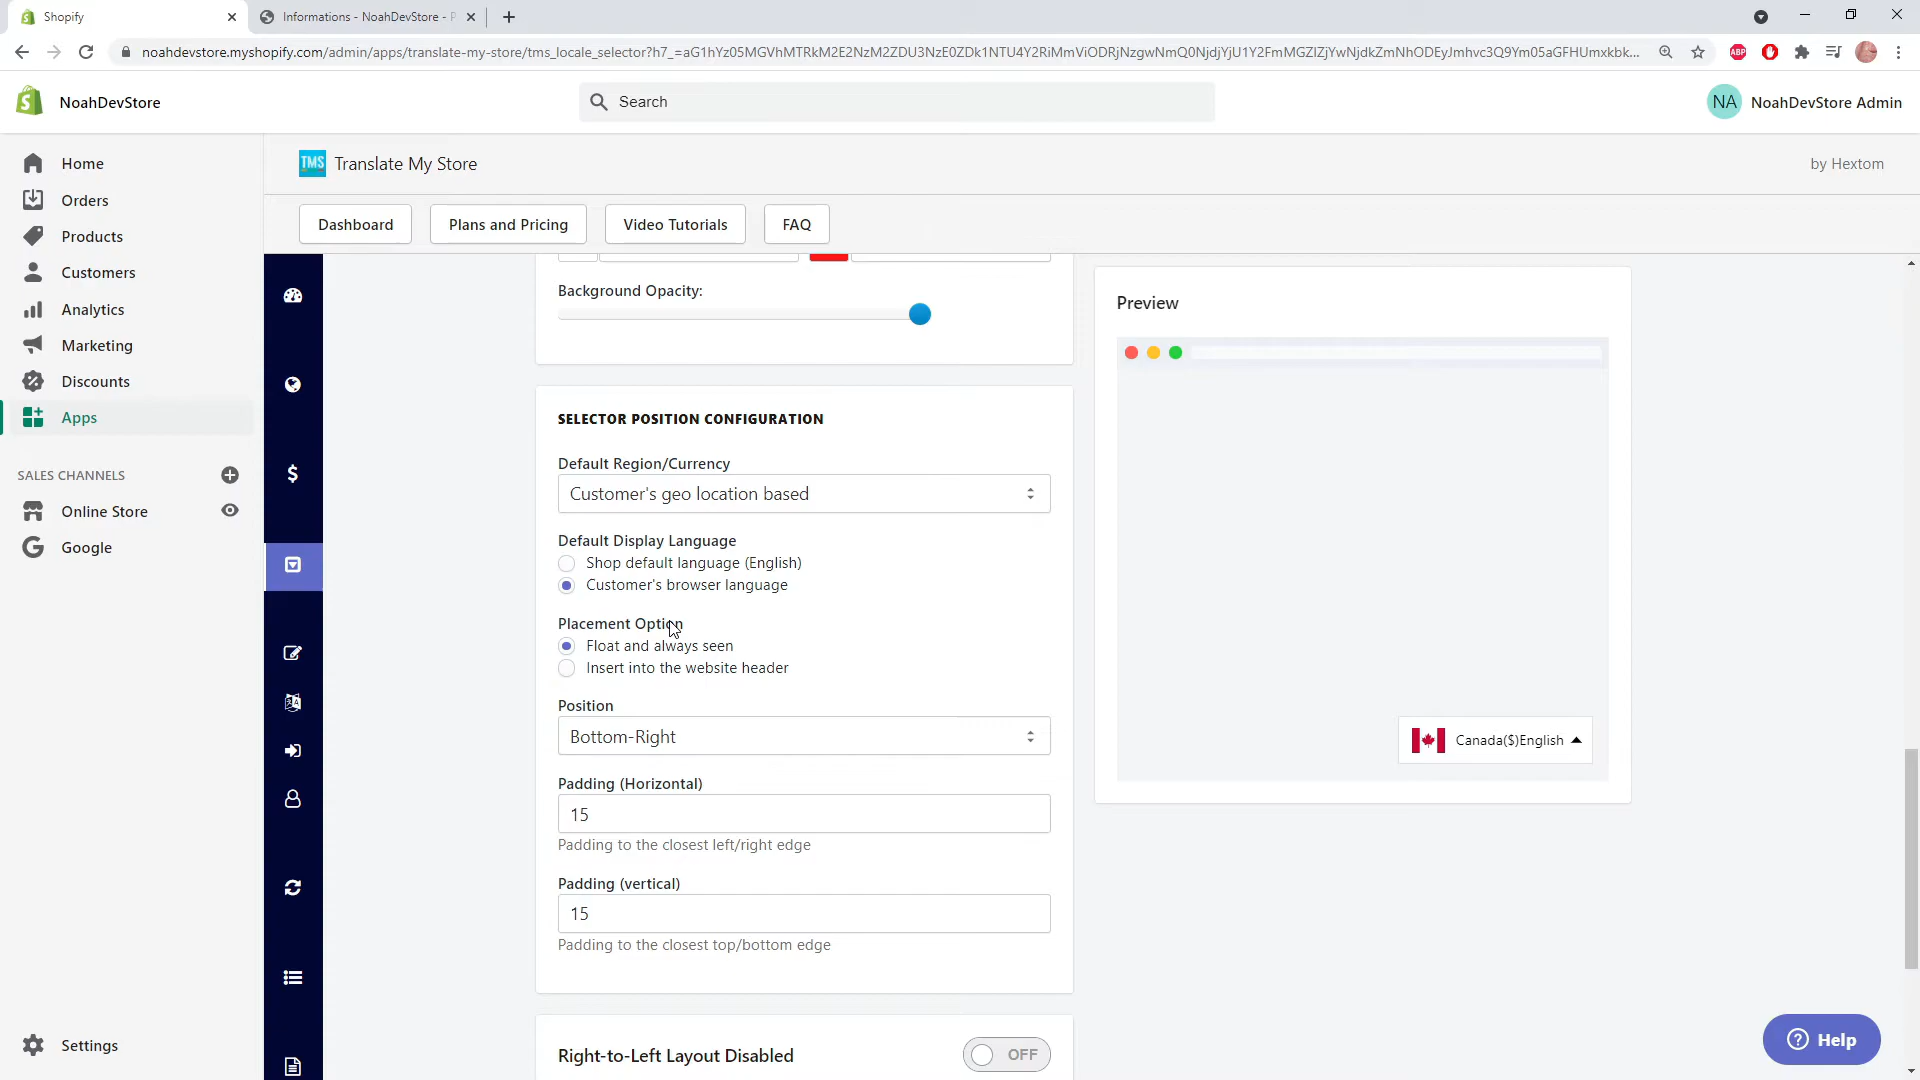 Shopify
Informations - NoahDevStore - P
noahdevstore.myshopify.com/admin/apps/translate-my-store/tms_locale_selector?h7_=
ABP
NoahDevStore
Search
NA NoahDevStore Admin
Home
Orders
Products
Customers
Analytics
Marketing
Discounts
Apps
SALES CHANNELS
Online Store
Google
Settings
TMS Translate My Store
by Hextom
Dashboard
Plans and Pricing
Video Tutorials
FAQ
Background Opacity:
SELECTOR POSITION CONFIGURATION
Default Region/Currency
Customer's geo location based
Default Display Language
Shop default language (English)
Customer's browser language
Placement Option
Float and always seen
Insert into the website header
Position
Bottom-Right
Padding (Horizontal)
15
Padding to the closest left/right edge
Padding (vertical)
15
Padding to the closest top/bottom edge
Right-to-Left Layout Disabled
OFF
Preview
Canada($)English
Help